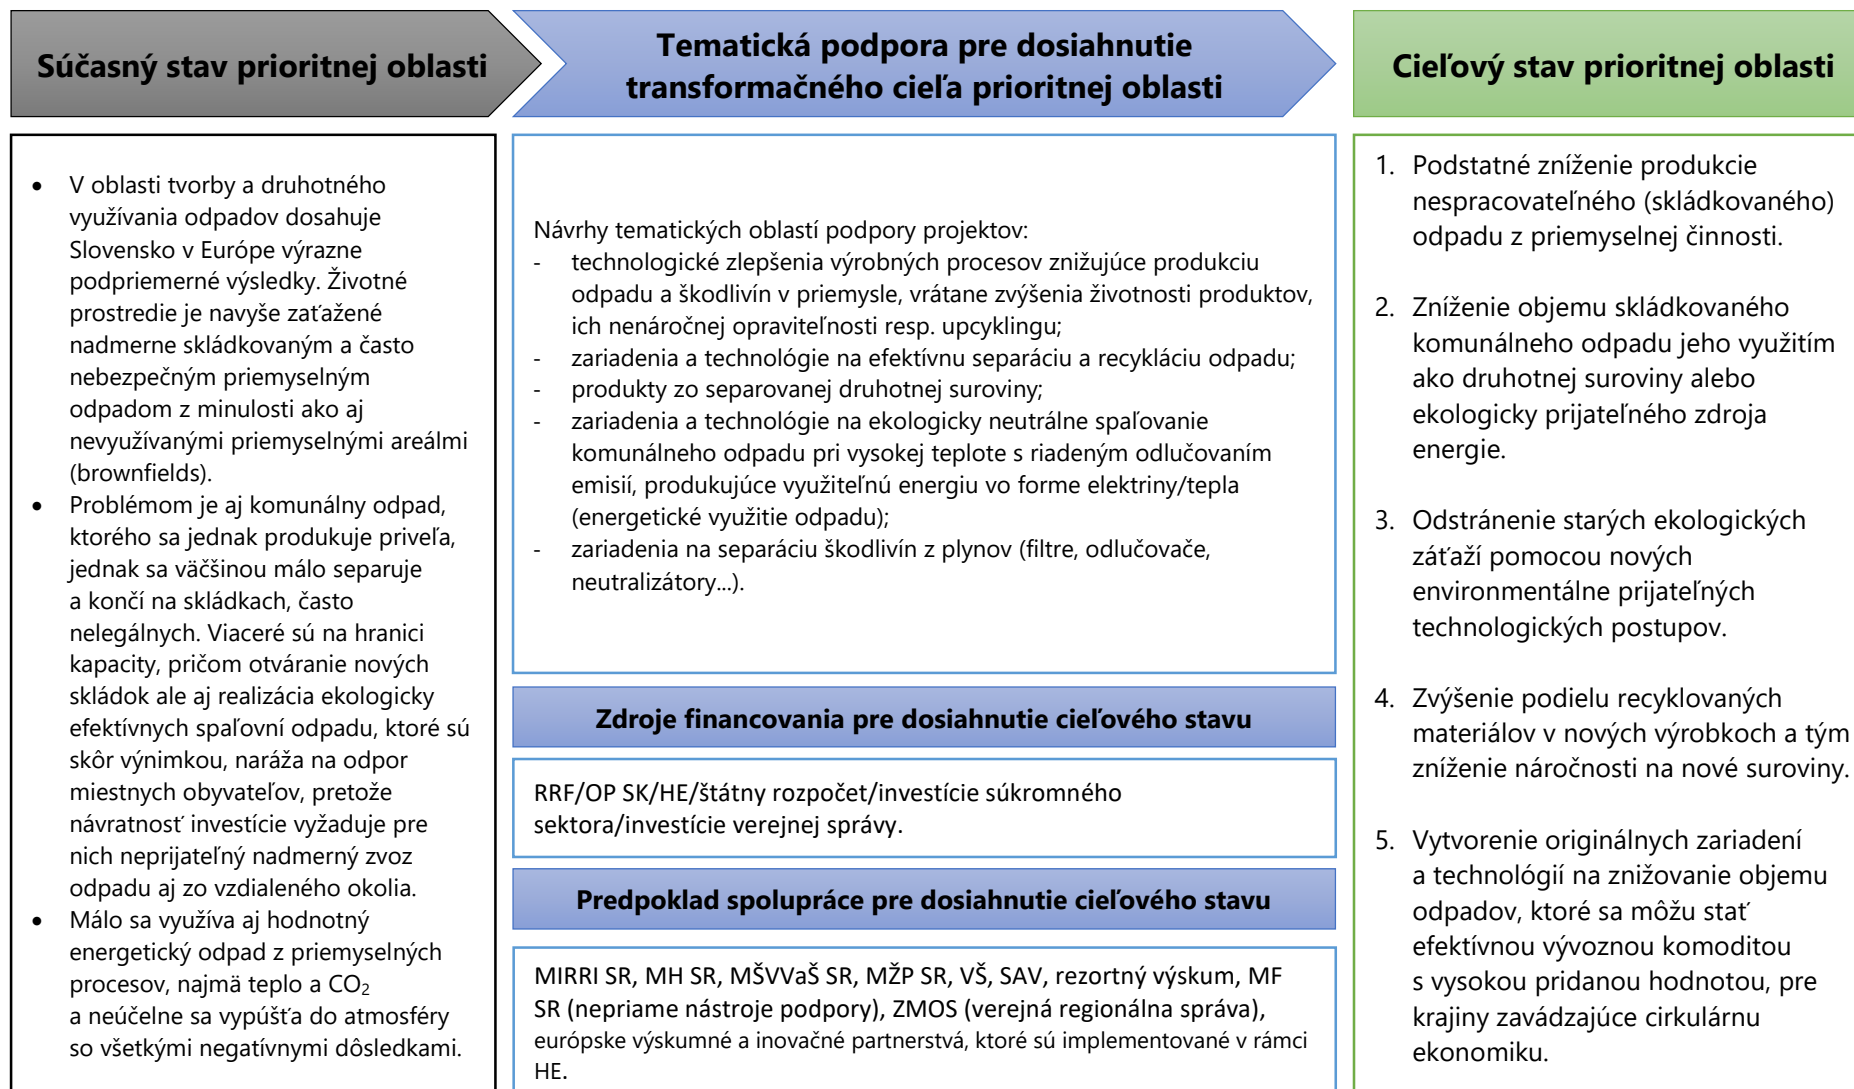 Súčasný stav prioritnej oblasti
Tematická podpora pre dosiahnutie
transformačného cieľa prioritnej oblasti
Cieľový stav prioritnej oblasti
• V oblasti tvorby a druhotného
využívania odpadov dosahuje
Slovensko v Európe výrazne
podpriemerné výsledky. Životné
prostredie je navyše zaťažené
nadmerne skládkovaným a často
nebezpečným priemyselným
odpadom z minulosti ako aj
nevyužívanými priemyselnými areálmi
(brownfields).
• Problémom je aj komunálny odpad,
ktorého sa jednak produkuje priveľa,
jednak sa väčšinou málo separuje
a končí na skládkach, často
nelegálnych. Viaceré sú na hranici
kapacity, pričom otváranie nových
skládok ale aj realizácia ekologicky
efektívnych spaľovní odpadu, ktoré sú
skôr výnimkou, naráža na odpor
miestnych obyvateľov, pretože
návratnosť investície vyžaduje pre
nich neprijateľný nadmerný zvoz
odpadu aj zo vzdialeného okolia.
• Málo sa využíva aj hodnotný
energetický odpad z priemyselných
procesov, najmä teplo a CO₂
a neúčelne sa vypúšťa do atmosféry
so všetkými negatívnymi dôsledkami.
Návrhy tematických oblastí podpory projektov:
- technologické zlepšenia výrobných procesov znižujúce produkciu
odpadu a škodlivín v priemysle, vrátane zvýšenia životnosti produktov,
ich nenáročnej opraviteľnosti resp. upcyklingu;
- zariadenia a technológie na efektívnu separáciu a recykláciu odpadu;
- produkty zo separovanej druhotnej suroviny;
- zariadenia a technológie na ekologicky neutrálne spaľovanie
komunálneho odpadu pri vysokej teplote s riadeným odlučovaním
emisií, produkujúce využiteľnú energiu vo forme elektriny/tepla
(energetické využitie odpadu);
- zariadenia na separáciu škodlivín z plynov (filtre, odlučovače,
neutralizátory...).
Zdroje financovania pre dosiahnutie cieľového stavu
RRF/OP SK/HE/štátny rozpočet/investície súkromného
sektora/investície verejnej správy.
Predpoklad spolupráce pre dosiahnutie cieľového stavu
MIRRI SR, MH SR, MŠVVaŠ SR, MŽP SR, VŠ, SAV, rezortný výskum, MF
SR (nepriame nástroje podpory), ZMOS (verejná regionálna správa),
európske výskumné a inovačné partnerstvá, ktoré sú implementované v rámci
HE.
1. Podstatné zníženie produkcie
nespracovateľného (skládkovaného)
odpadu z priemyselnej činnosti.
2. Zníženie objemu skládkovaného
komunálneho odpadu jeho využitím
ako druhotnej suroviny alebo
ekologicky prijateľného zdroja
energie.
3. Odstránenie starých ekologických
záťaží pomocou nových
environmentálne prijateľných
technologických postupov.
4. Zvýšenie podielu recyklovaných
materiálov v nových výrobkoch a tým
zníženie náročnosti na nové suroviny.
5. Vytvorenie originálnych zariadení
a technológií na znižovanie objemu
odpadov, ktoré sa môžu stať
efektívnou vývoznou komoditou
s vysokou pridanou hodnotou, pre
krajiny zavádzajúce cirkulárnu
ekonomiku.